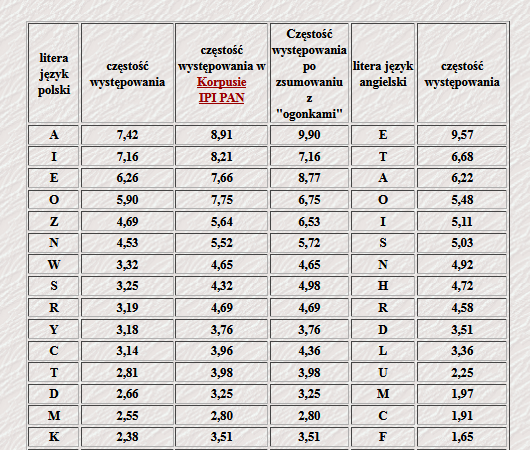 litera język polski | częstość występowania | częstość występowania w Korpusie IPI PAN | Częstość występowania po zsumowaniu z "ogonkami" | litera język angielski | częstość występowania
A | 7,42 | 8,91 | 9,90 | E | 9,57
I | 7,16 | 8,21 | 7,16 | T | 6,68
E | 6,26 | 7,66 | 8,77 | A | 6,22
O | 5,90 | 7,75 | 6,75 | O | 5,48
Z | 4,69 | 5,64 | 6,53 | I | 5,11
N | 4,53 | 5,52 | 5,72 | S | 5,03
W | 3,32 | 4,65 | 4,65 | N | 4,92
S | 3,25 | 4,32 | 4,98 | H | 4,72
R | 3,19 | 4,69 | 4,69 | R | 4,58
Y | 3,18 | 3,76 | 3,76 | D | 3,51
C | 3,14 | 3,96 | 4,36 | L | 3,36
T | 2,81 | 3,98 | 3,98 | U | 2,25
D | 2,66 | 3,25 | 3,25 | M | 1,97
M | 2,55 | 2,80 | 2,80 | C | 1,91
K | 2,38 | 3,51 | 3,51 | F | 1,65